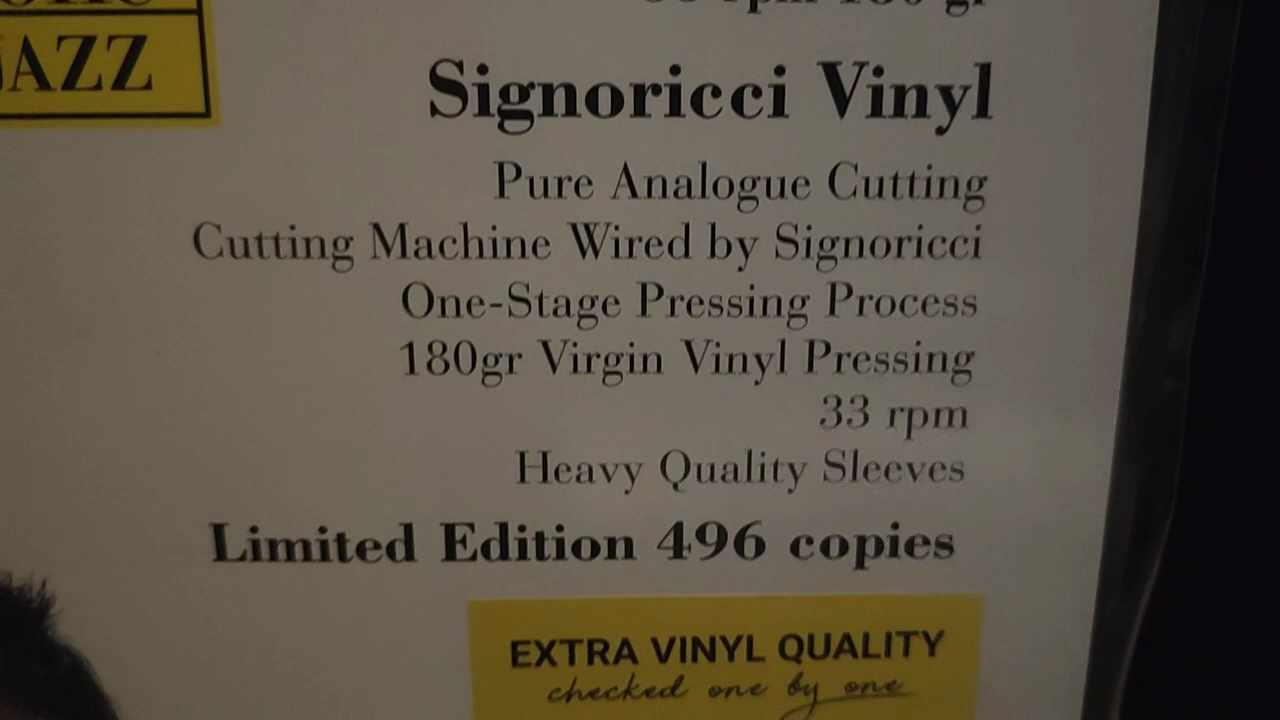 JAZZ
Signoricci Vinyl
Pure Analogue Cutting
Cutting Machine Wired by Signoricci
One-Stage Pressing Process
180gr Virgin Vinyl Pressing
33 rpm
Heavy Quality Sleeves
Limited Edition 496 copies
EXTRA VINYL QUALITY
checked one by one